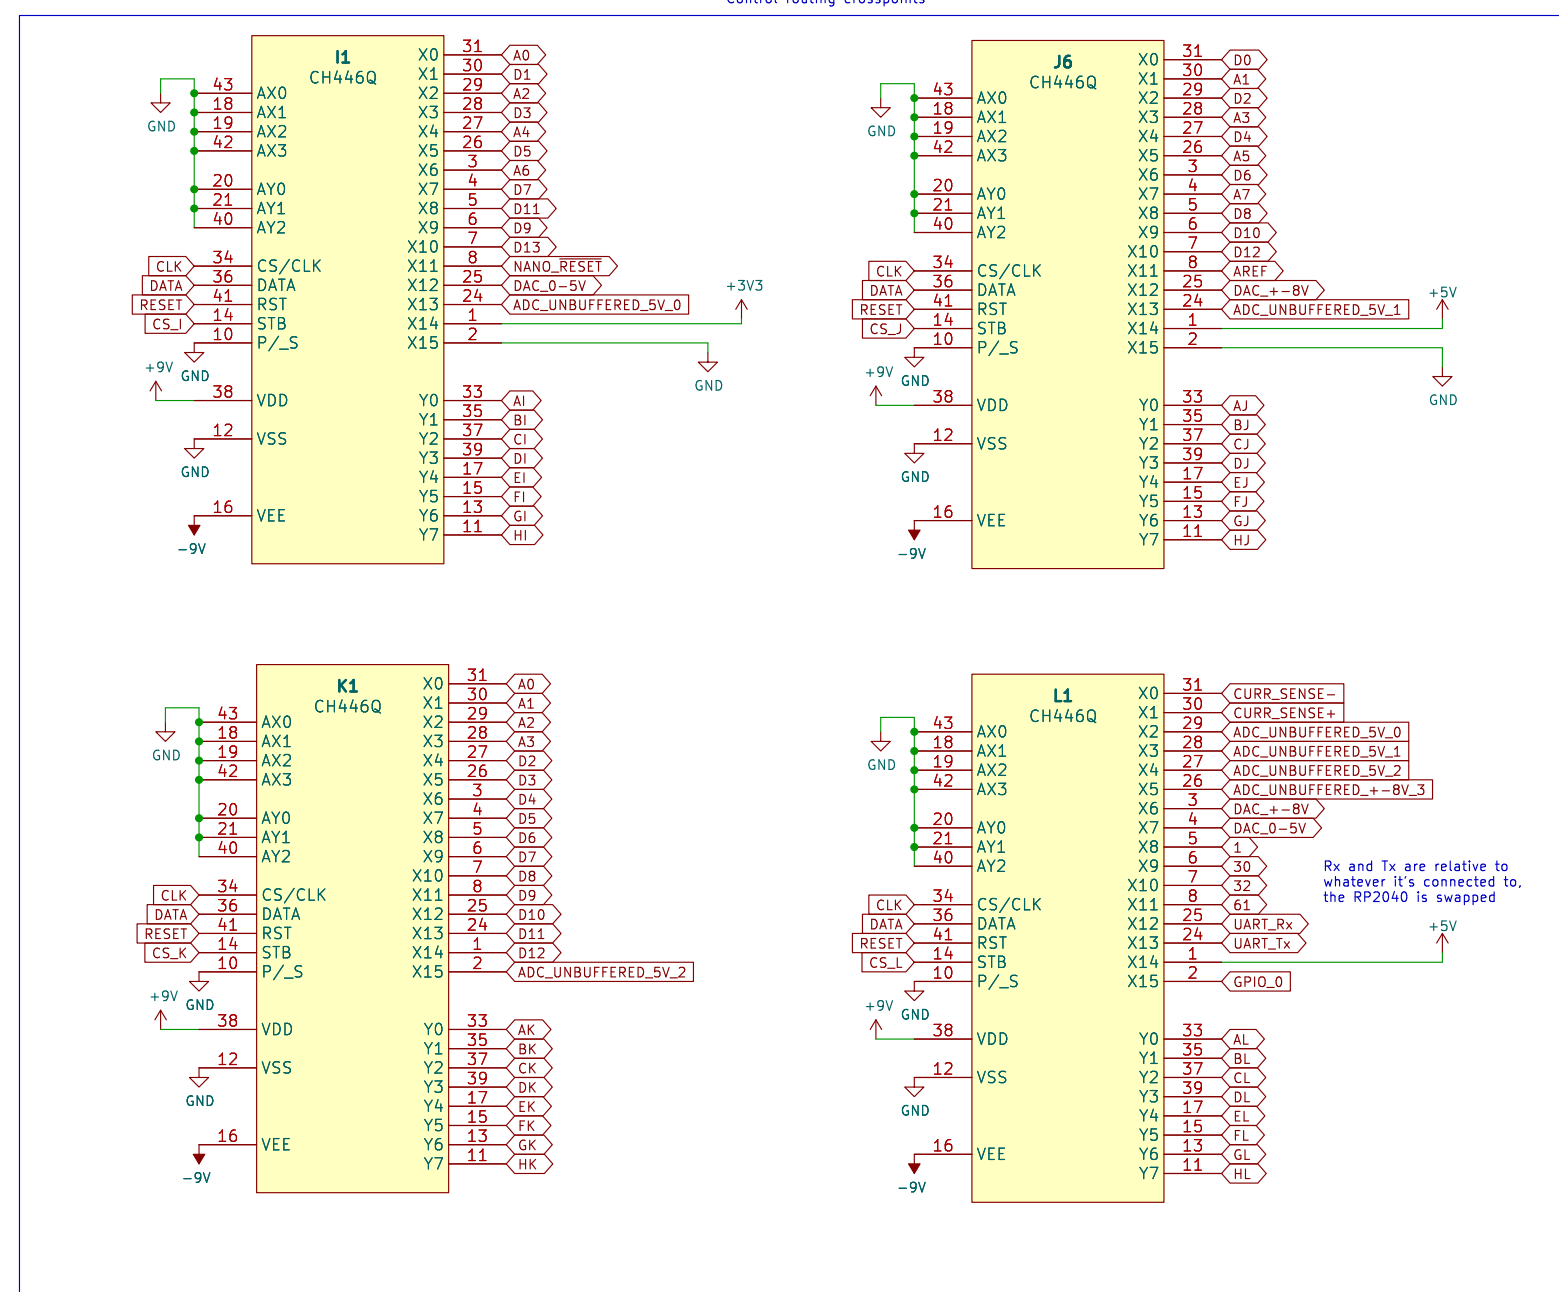 Control routing crosspoints
I1
CH446Q
GND
43 AX0
18 AX1
19 AX2
42 AX3
20 AY0
21 AY1
40 AY2
CLK 34 CS/CLK
DATA 36 DATA
RESET 41 RST
CS_I 14 STB
10 P/_S
GND
+9V
38 VDD
12 VSS
GND
16 VEE
-9V
X0 31 A0
X1 30 D1
X2 29 A2
X3 28 D3
X4 27 A4
X5 26 D5
X6 3 A6
X7 4 D7
X8 5 D11
X9 6 D9
X10 7 D13
X11 8 NANO_RESET
X12 25 DAC_0-5V
X13 24 ADC_UNBUFFERED_5V_0
X14 1
+3V3
X15 2
GND
Y0 33 AI
Y1 35 BI
Y2 37 CI
Y3 39 DI
Y4 17 EI
Y5 15 FI
Y6 13 GI
Y7 11 HI
J6
CH446Q
GND
43 AX0
18 AX1
19 AX2
42 AX3
20 AY0
21 AY1
40 AY2
CLK 34 CS/CLK
DATA 36 DATA
RESET 41 RST
CS_J 14 STB
10 P/_S
GND
+9V
38 VDD
12 VSS
GND
16 VEE
-9V
X0 31 D0
X1 30 A1
X2 29 D2
X3 28 A3
X4 27 D4
X5 26 A5
X6 3 D6
X7 4 A7
X8 5 D8
X9 6 D10
X10 7 D12
X11 8 AREF
X12 25 DAC_+-8V
X13 24 ADC_UNBUFFERED_5V_1
X14 1
+5V
X15 2
GND
Y0 33 AJ
Y1 35 BJ
Y2 37 CJ
Y3 39 DJ
Y4 17 EJ
Y5 15 FJ
Y6 13 GJ
Y7 11 HJ
K1
CH446Q
GND
43 AX0
18 AX1
19 AX2
42 AX3
20 AY0
21 AY1
40 AY2
CLK 34 CS/CLK
DATA 36 DATA
RESET 41 RST
CS_K 14 STB
10 P/_S
GND
+9V
38 VDD
12 VSS
GND
16 VEE
-9V
X0 31 A0
X1 30 A1
X2 29 A2
X3 28 A3
X4 27 D2
X5 26 D3
X6 3 D4
X7 4 D5
X8 5 D6
X9 6 D7
X10 7 D8
X11 8 D9
X12 25 D10
X13 24 D11
X14 1 D12
X15 2 ADC_UNBUFFERED_5V_2
Y0 33 AK
Y1 35 BK
Y2 37 CK
Y3 39 DK
Y4 17 EK
Y5 15 FK
Y6 13 GK
Y7 11 HK
L1
CH446Q
GND
43 AX0
18 AX1
19 AX2
42 AX3
20 AY0
21 AY1
40 AY2
CLK 34 CS/CLK
DATA 36 DATA
RESET 41 RST
CS_L 14 STB
10 P/_S
GND
+9V
38 VDD
12 VSS
GND
16 VEE
-9V
X0 31 CURR_SENSE-
X1 30 CURR_SENSE+
X2 29 ADC_UNBUFFERED_5V_0
X3 28 ADC_UNBUFFERED_5V_1
X4 27 ADC_UNBUFFERED_5V_2
X5 26 ADC_UNBUFFERED_+-8V_3
X6 3 DAC_+-8V
X7 4 DAC_0-5V
X8 5 1
X9 6 30
X10 7 32
X11 8 61
X12 25 UART_Rx
X13 24 UART_Tx
X14 1
+5V
X15 2 GPIO_0
Y0 33 AL
Y1 35 BL
Y2 37 CL
Y3 39 DL
Y4 17 EL
Y5 15 FL
Y6 13 GL
Y7 11 HL
Rx and Tx are relative to
whatever it's connected to,
the RP2040 is swapped